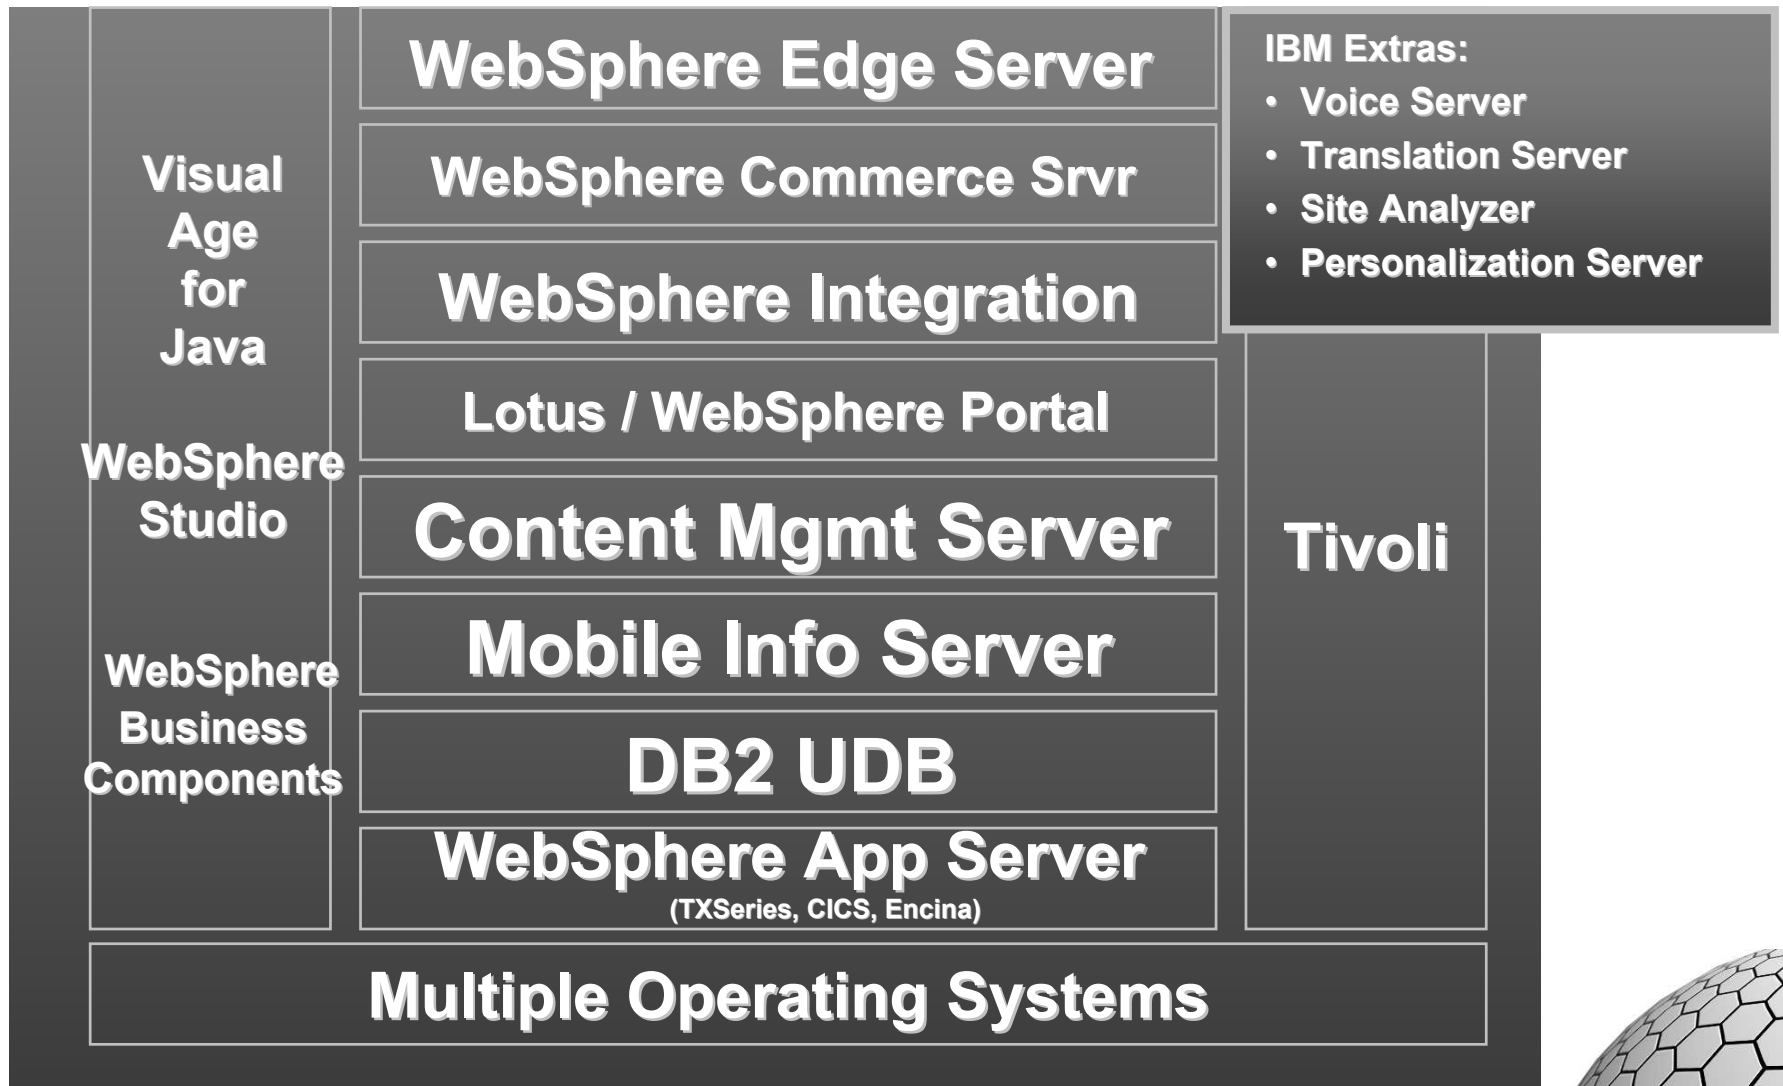 Visual
Age
for
Java
WebSphere
Studio
WebSphere
Business
Components
WebSphere Edge Server
WebSphere Commerce Srvr
WebSphere Integration
Lotus / WebSphere Portal
Content Mgmt Server
Mobile Info Server
DB2 UDB
WebSphere App Server
(TXSeries, CICS, Encina)
IBM Extras:
• Voice Server
• Translation Server
• Site Analyzer
• Personalization Server
Tivoli
Multiple Operating Systems